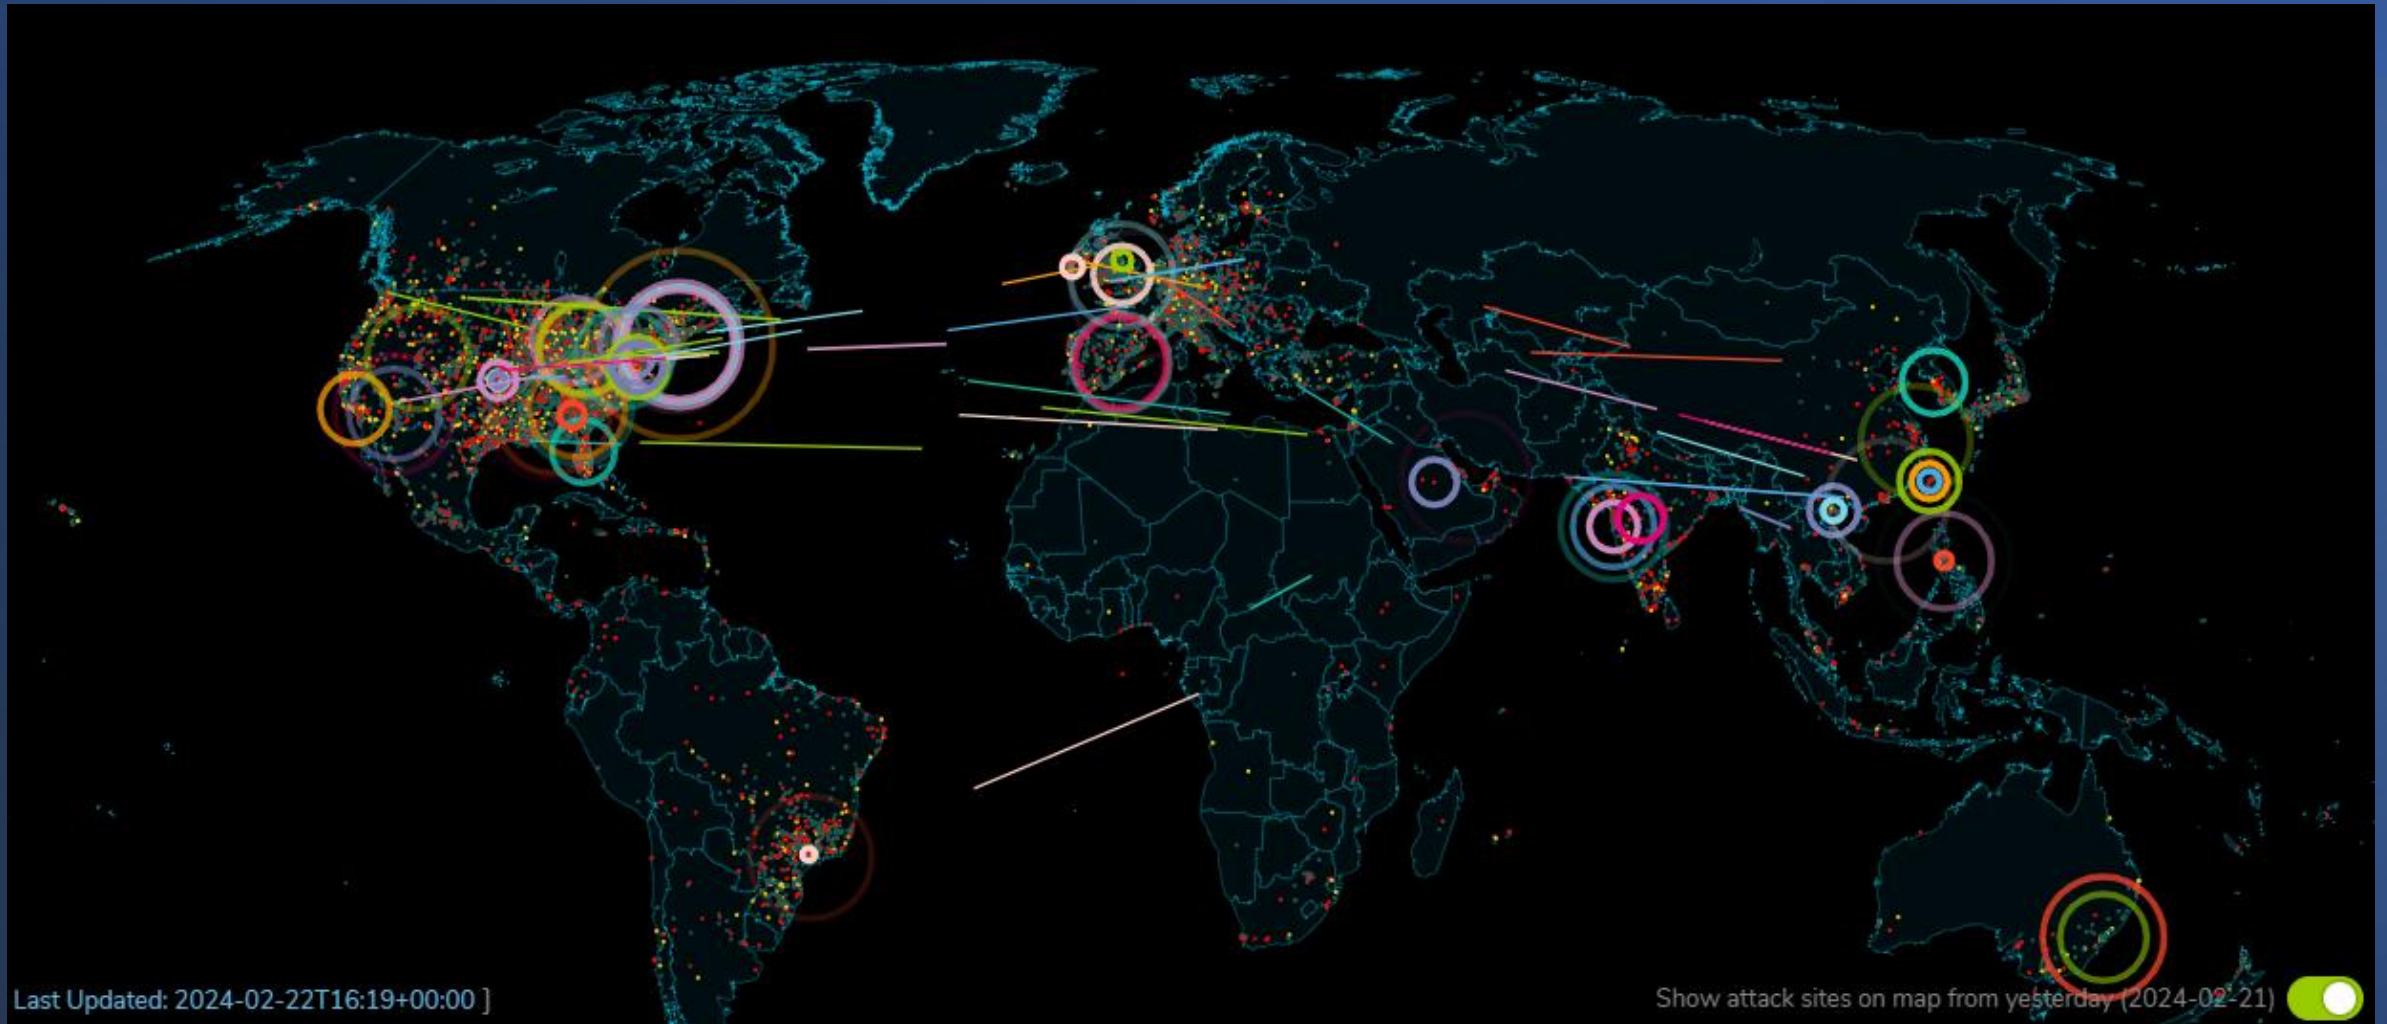 Last Updated: 2024-02-22T16:19+00:00 ]
Show attack sites on map from yesterday (2024-02-21)